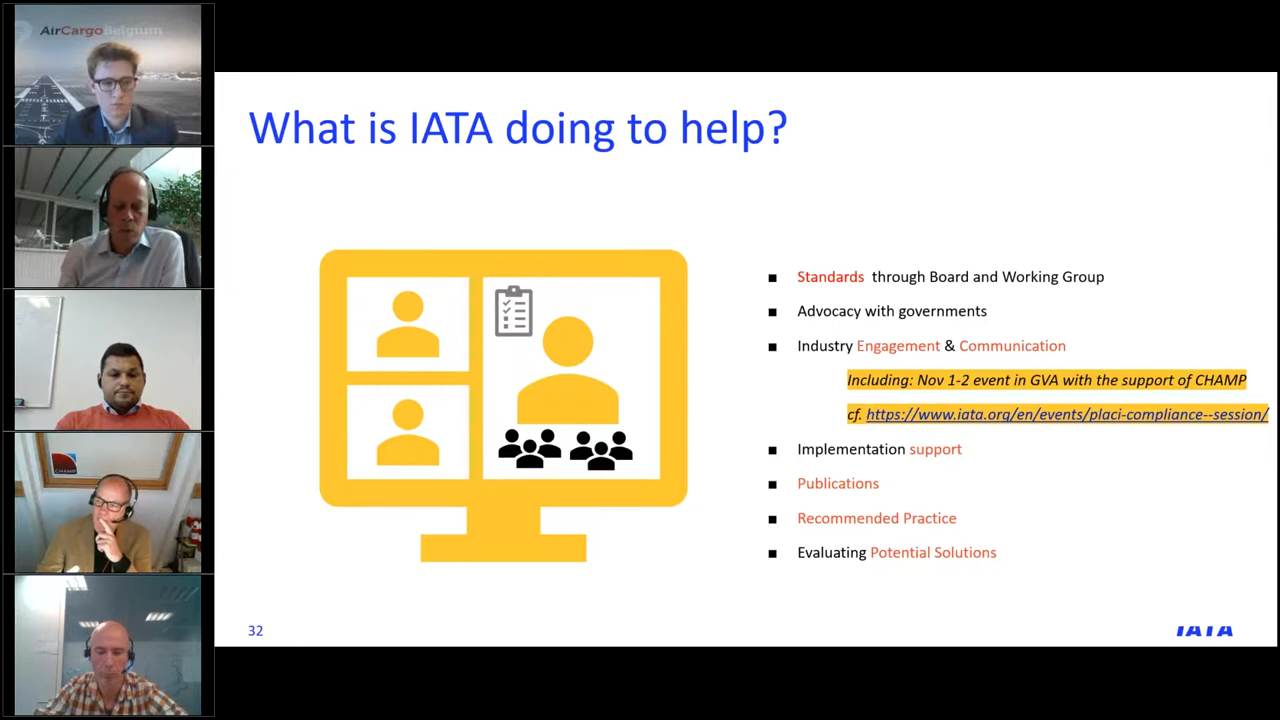 AirCargoBelgium
CHAMP
What is IATA doing to help?
Standards through Board and Working Group
Advocacy with governments
Industry Engagement & Communication
Including: Nov 1-2 event in GVA with the support of CHAMP
cf. https://www.iata.org/en/events/placi-compliance--session/
Implementation support
Publications
Recommended Practice
Evaluating Potential Solutions
32
IATA